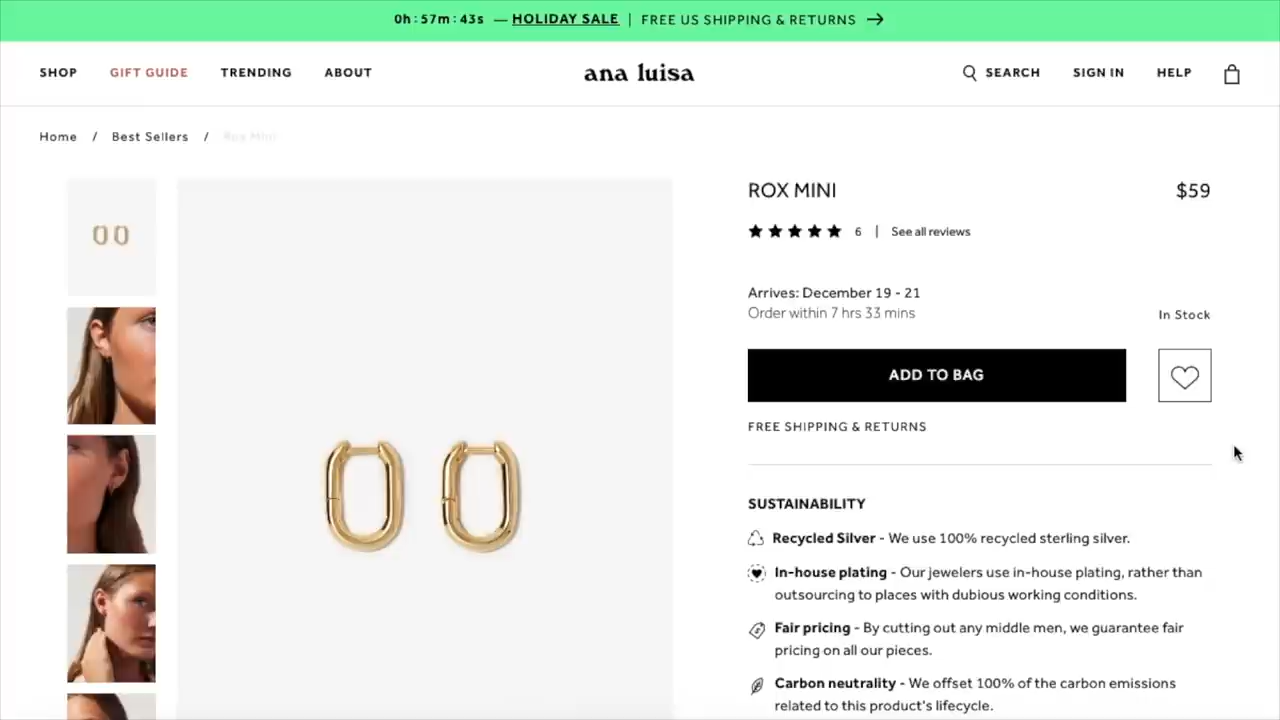 0h : 57m : 43s — HOLIDAY SALE | FREE US SHIPPING & RETURNS →
SHOP GIFT GUIDE TRENDING ABOUT ana luisa SEARCH SIGN IN HELP
Home / Best Sellers / Rox Mini
ROX MINI $59
6 | See all reviews
Arrives: December 19 - 21
Order within 7 hrs 33 mins
In Stock
ADD TO BAG
FREE SHIPPING & RETURNS
SUSTAINABILITY
Recycled Silver - We use 100% recycled sterling silver.
In-house plating - Our jewelers use in-house plating, rather than
outsourcing to places with dubious working conditions.
Fair pricing - By cutting out any middle men, we guarantee fair
pricing on all our pieces.
Carbon neutrality - We offset 100% of the carbon emissions
related to this product's lifecycle.